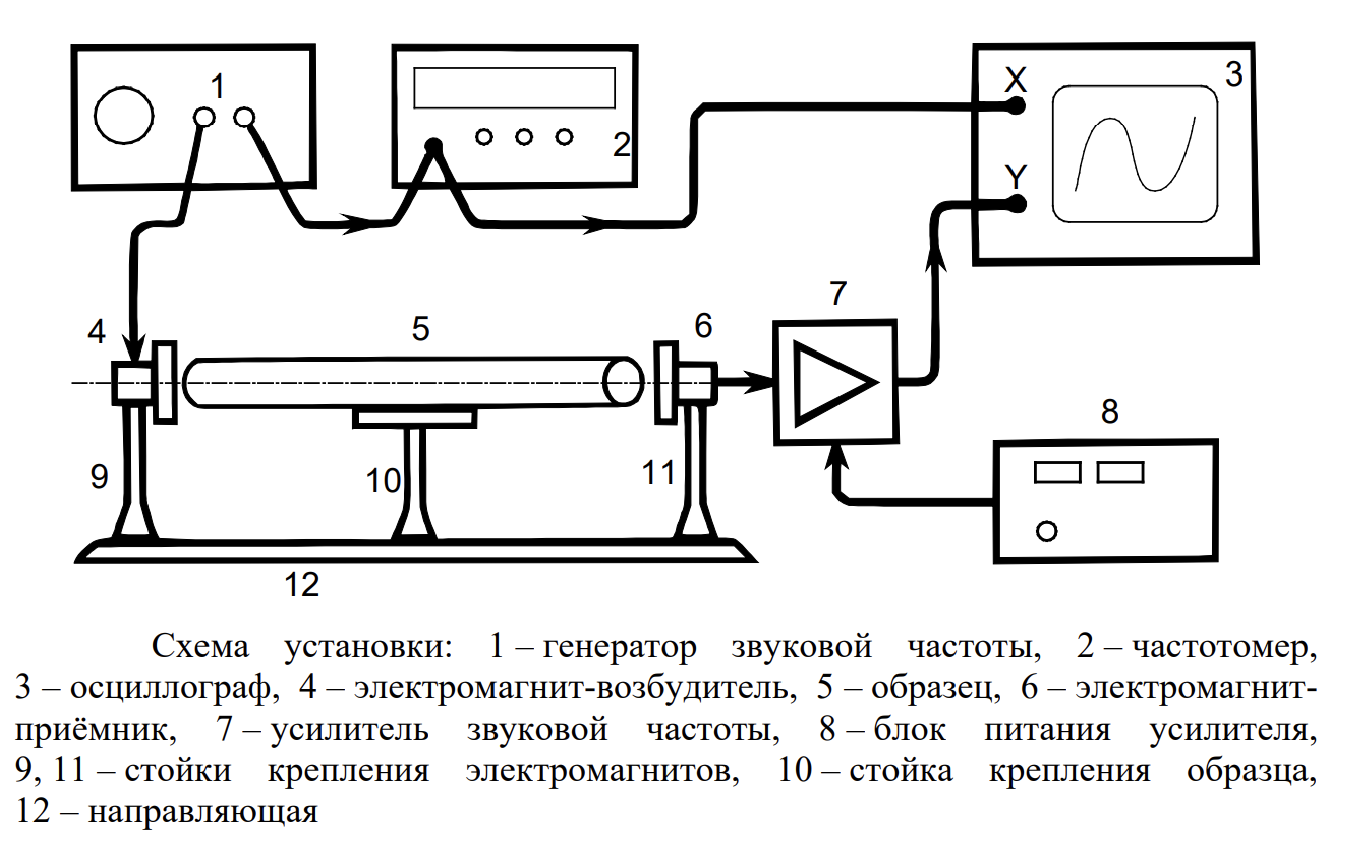 1
2
X
3
Y
4
5
6
7
8
9
10
11
12
Схема установки: 1 – генератор звуковой частоты, 2 – частотомер,
3 – осциллограф, 4 – электромагнит-возбудитель, 5 – образец, 6 – электромагнит-
приёмник, 7 – усилитель звуковой частоты, 8 – блок питания усилителя,
9, 11 – стойки крепления электромагнитов, 10 – стойка крепления образца,
12 – направляющая